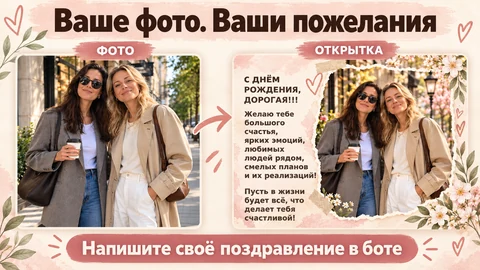 Ваше фото. Ваши пожелания
ФОТО
ОТКРЫТКА
С ДНЁМ
РОЖДЕНИЯ,
ДОРОГАЯ!!!
Желаю тебе
большого
счастья,
ярких эмоций,
любимых
людей рядом,
смелых планов
и их реализаций!
Пусть в жизни
будет всё, что
делает тебя
счастливой!
Напишите своё поздравление в боте